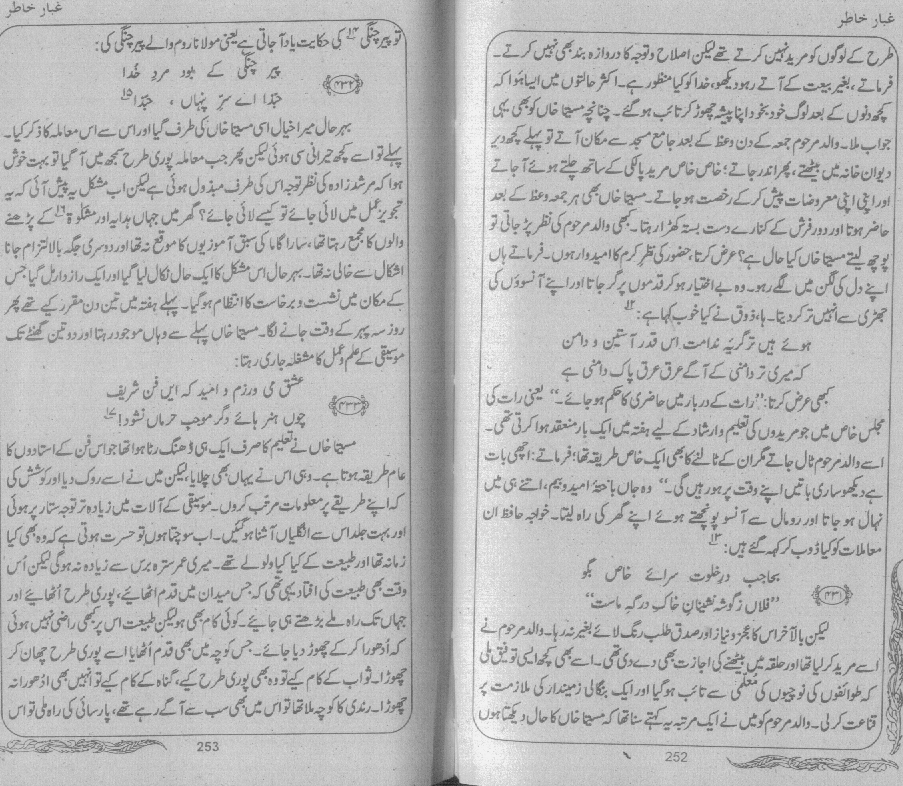 غبار خاطر
طرح کے لوگوں کو مرید نہیں کرتے تھے لیکن اصلاح و توجہ کا دروازہ بند بھی نہیں کرتے۔
فرماتے، بغیر بیعت کے آتے رہو، دیکھو، خدا کو کیا منظور ہے۔ اکثر حالتوں میں ایسا ہوا کہ
کچھ دنوں کے بعد لوگ خود بخود اپنا پیشہ چھوڑ کر تائب ہو گئے۔ چنانچہ مسیتا خاں کو بھی یہی
جواب ملا۔ والد مرحوم جمعہ کے دن وعظ کے بعد جامع مسجد سے مکان آتے تو پہلے کچھ دیر
دیوان خانہ میں بیٹھتے، پھر اندر جاتے؛ خاص خاص مرید پالکی کے ساتھ چلتے ہوئے آ جاتے
اور اپنی اپنی معروضات پیش کر کے رخصت ہو جاتے۔ مسیتا خاں بھی ہر جمعہ وعظ کے بعد
حاضر ہوتا اور دور فرش کے کنارے دست بستہ کھڑا رہتا۔ کبھی والد مرحوم کی نظر پڑ جاتی تو
پوچھ لیتے مسیتا خاں کیا حال ہے؟ عرض کرتا، حضور کی نظر کرم کا امیدوار ہوں۔ فرماتے ہاں
اپنے دل کی لگن میں لگے رہو۔ وہ بے اختیار ہو کر قدموں پر گر جاتا اور اپنے آنسوؤں کی
جھڑی سے انہیں تر کر دیتا۔ ہا، ذوق نے کیا خوب کہا ہے: ۱۲
ہوئے ہیں تر گریۂ ندامت اس قدر آستین و دامن
کہ میری تر دامنی کے آگے عرق عرق پاک دامنی ہے
کبھی عرض کرتا: ”رات کے دربار میں حاضری کا حکم ہو جائے۔“ یعنی رات کی
مجلس خاص میں جو مریدوں کی تعلیم و ارشاد کے لیے ہفتہ میں ایک بار منعقد ہوا کرتی تھی۔
اسے والد مرحوم ٹال جاتے مگر ان کے ٹالنے کا بھی ایک خاص طریقہ تھا؛ فرماتے: اچھی بات
ہے دیکھو ساری باتیں اپنے وقت پر ہو رہیں گی۔“ وہ جاں باختۂ امید و بیم، اتنے ہی میں
نہال ہو جاتا اور رومال سے آنسو پونچھتے ہوئے اپنے گھر کی راہ لیتا۔ خواجہ حافظ ان
معاملات کو کیا ڈوب کر کہہ گئے ہیں: ۱۳
بحاجب در خلوت سرائے خاص بگو
(۲۳۱)
”فلاں ز گوشہ نشینان خاک درگہ ماست“
لیکن بالآخر اس کا عجز و نیاز اور صدق طلب رنگ لائے بغیر نہ رہا۔ والد مرحوم نے
اسے مرید کر لیا تھا اور حلقہ میں بیٹھنے کی اجازت بھی دے دی تھی۔ اسے بھی کچھ ایسی توفیق ملی
کہ طوائفوں کی نوچیوں کی معلمی سے تائب ہو گیا اور ایک بنگالی زمیندار کی ملازمت پر
قناعت کر لی۔ والد مرحوم کو میں نے ایک مرتبہ یہ کہتے سنا تھا کہ مسیتا خاں کا حال دیکھتا ہوں
252
غبار خاطر
تو پیر چنگی ۱۴ کی حکایت یاد آ جاتی ہے یعنی مولانا روم والے پیر چنگی کی:
پیر چنگی کے بود مرد خدا
(۲۳۲)
حبذا اے سر پنہاں، حبذا ۱۵
بہر حال میرا خیال اسی مسیتا خاں کی طرف گیا اور اس سے اس معاملہ کا ذکر کیا۔
پہلے تو اسے کچھ حیرانی سی ہوئی لیکن پھر جب معاملہ پوری طرح سمجھ میں آ گیا تو بہت خوش
ہوا کہ مرشد زادہ کی نظر توجہ اس کی طرف مبذول ہوئی ہے لیکن اب مشکل یہ پیش آئی کہ یہ
تجویز عمل میں لائی جائے تو کیسے لائی جائے؟ گھر میں جہاں ہدایہ اور مشکوٰۃ ۱۶ کے پڑھنے
والوں کا مجمع رہتا تھا، سارا گاما کی سبق آموزیوں کا موقع نہ تھا اور دوسری جگہ بالالتزام جانا
اشکال سے خالی نہ تھا۔ بہر حال اس مشکل کا ایک حال نکال لیا گیا اور ایک رازدار مل گیا جس
کے مکان میں نشست و برخاست کا انتظام ہو گیا۔ پہلے ہفتہ میں تین دن مقرر کیے تھے پھر
روز سہ پہر کے وقت جانے لگا۔ مسیتا خاں پہلے سے وہاں موجود رہتا اور دو تین گھنٹے تک
موسیقی کے علم و عمل کا مشغلہ جاری رہتا:
عشق می ورزم و امید کہ ایں فن شریف
(۲۳۳)
چوں ہنر ہائے دگر موجب حرماں نشود! ۱۷
مسیتا خاں نے تعلیم کا صرف ایک ہی ڈھنگ رٹا ہوا تھا جو اس فن کے استادوں کا
عام طریقہ ہوتا ہے۔ وہی اس نے یہاں بھی چلایا، لیکن میں نے اسے روک دیا اور کوشش کی
کہ اپنے طریقے پر معلومات مرتب کروں۔ موسیقی کے آلات میں زیادہ تر توجہ ستار پر ہوئی
اور بہت جلد اس سے انگلیاں آشنا ہو گئیں۔ اب سوچتا ہوں تو حسرت ہوتی ہے کہ وہ بھی کیا
زمانہ تھا اور طبیعت کے کیا کیا ولولے تھے۔ میری عمر سترہ برس سے زیادہ نہ ہو گی لیکن اُس
وقت بھی طبیعت کی افتاد یہی تھی کہ جس میدان میں قدم اٹھائیے، پوری طرح اُٹھائیے اور
جہاں تک راہ ملے بڑھتے ہی جائیے۔ کوئی کام بھی ہو لیکن طبیعت اس پر کبھی راضی نہیں ہوئی
کہ اُدھورا کر کے چھوڑ دیا جائے۔ جس کوچہ میں بھی قدم اُٹھایا اسے پوری طرح چھان کر
چھوڑا۔ ثواب کے کام کیے تو وہ بھی پوری طرح کیے، گناہ کے کام کیے تو انہیں بھی ادھورا نہ
چھوڑا۔ رندی کا کوچہ ملا تھا تو اس میں بھی سب سے آگے رہے تھے، پارسائی کی راہ ملی تو اس
253